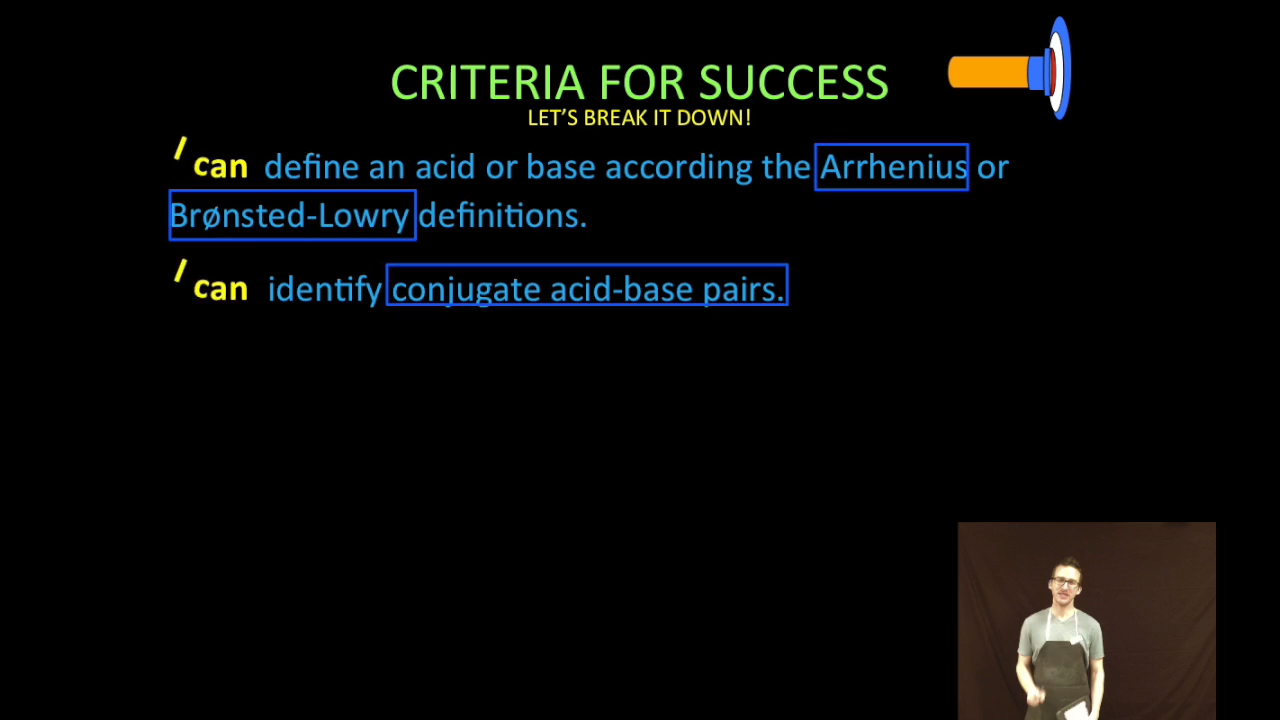 CRITERIA FOR SUCCESS
LET'S BREAK IT DOWN!
I can define an acid or base according the Arrhenius or
Brønsted-Lowry definitions.
I can identify conjugate acid-base pairs.